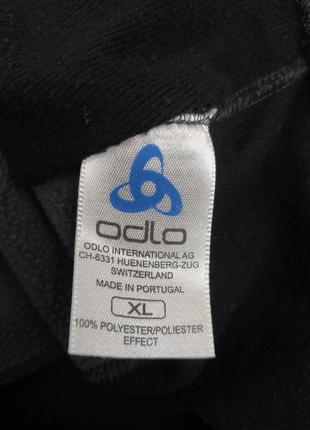 odlo
ODLO INTERNATIONAL AG
CH-6331 HUENENBERG-ZUG
SWITZERLAND
MADE IN PORTUGAL
XL
100% POLYESTER/POLIESTER
EFFECT